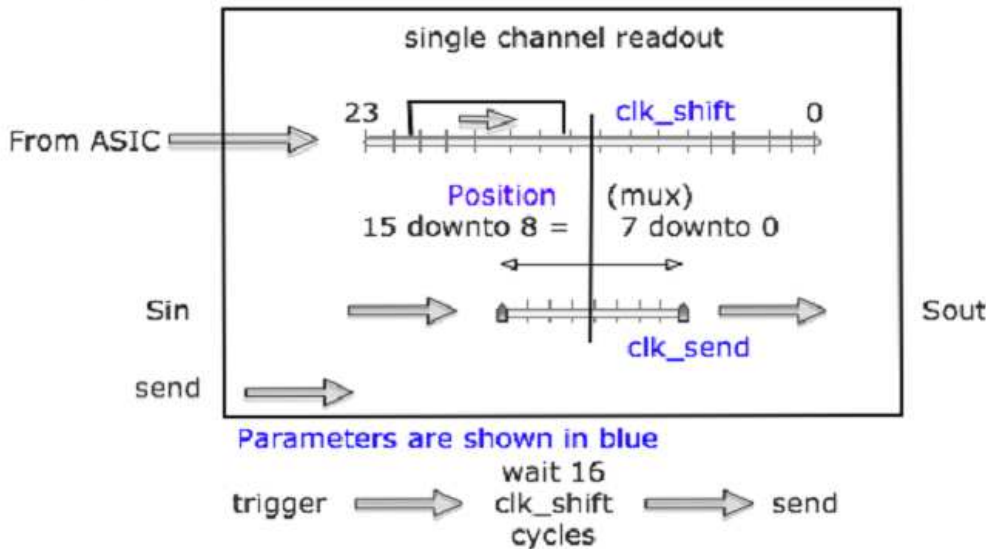 single channel readout
23 clk_shift 0
From ASIC
Position (mux)
15 downto 8 = 7 downto 0
Sin Sout
clk_send
send
Parameters are shown in blue
wait 16
trigger clk_shift send
cycles